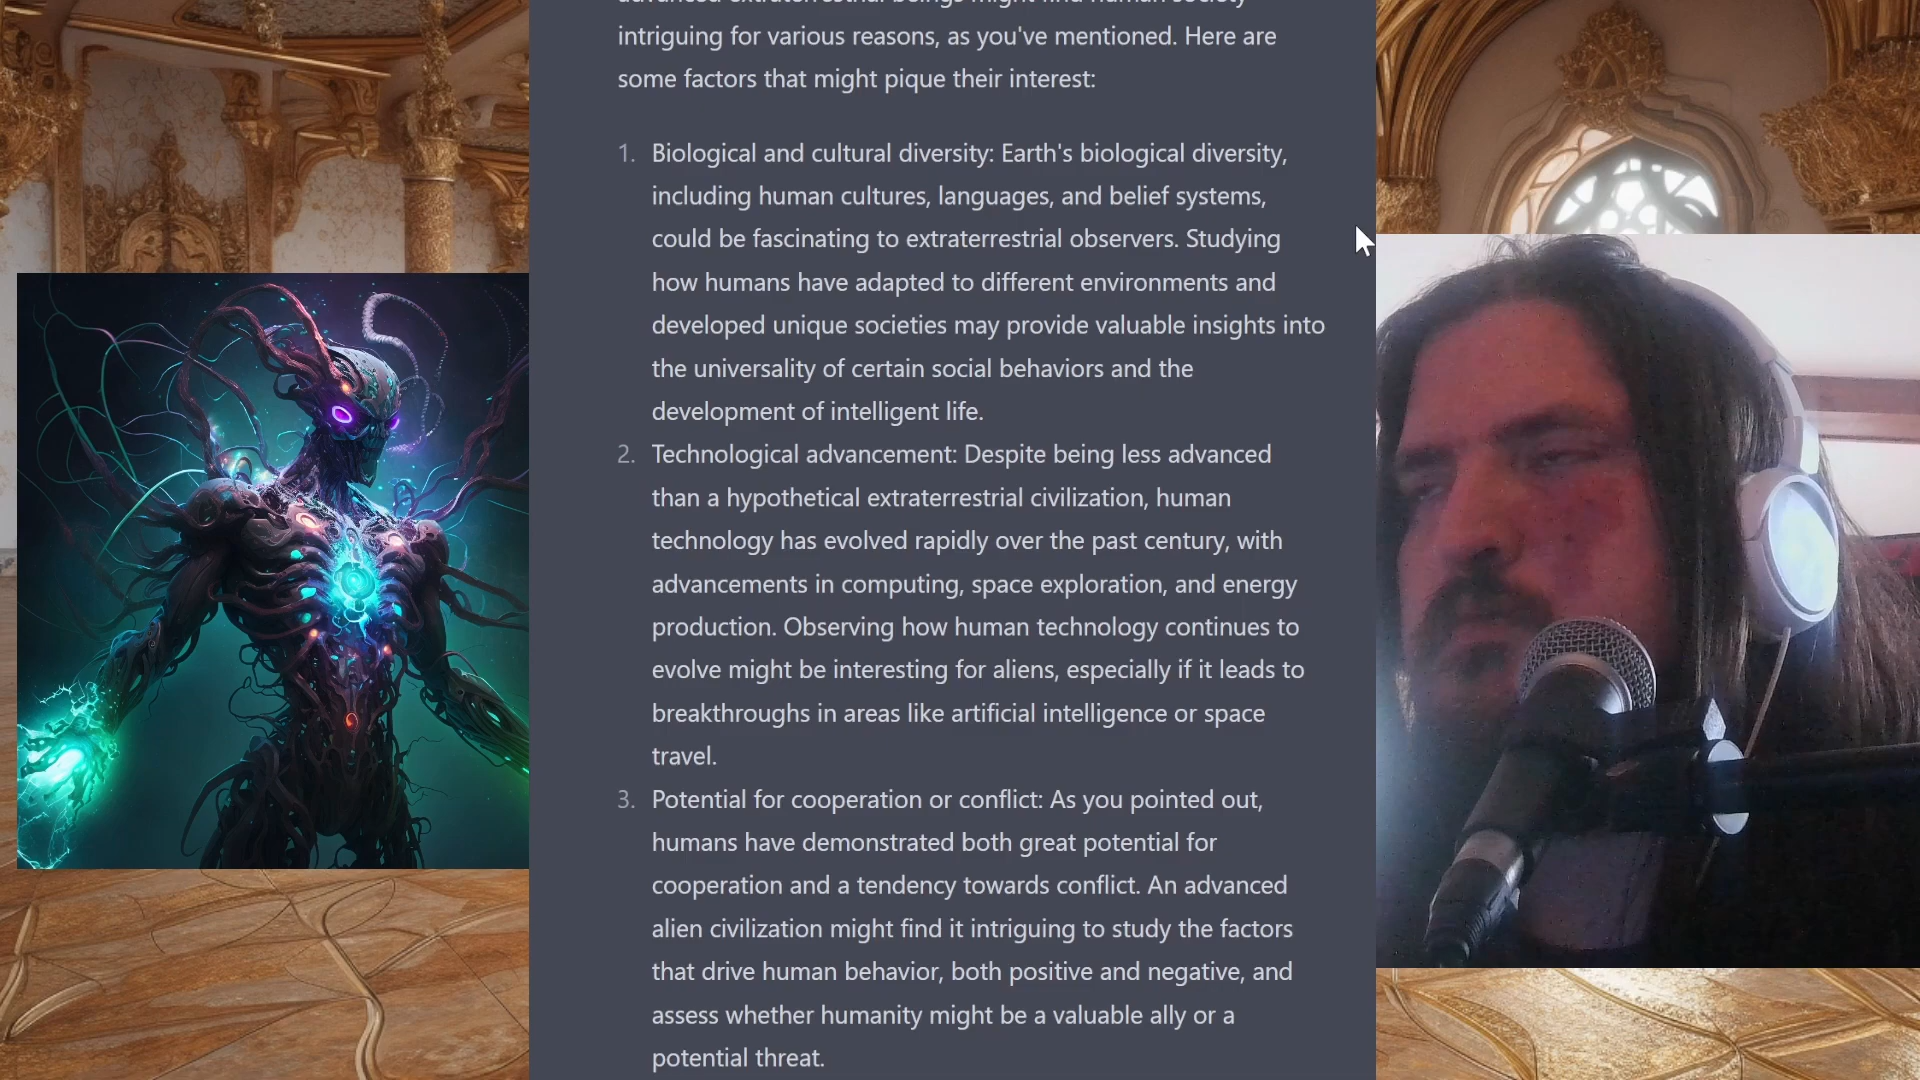 intriguing for various reasons, as you've mentioned. Here are
some factors that might pique their interest:
1. Biological and cultural diversity: Earth's biological diversity,
including human cultures, languages, and belief systems,
could be fascinating to extraterrestrial observers. Studying
how humans have adapted to different environments and
developed unique societies may provide valuable insights into
the universality of certain social behaviors and the
development of intelligent life.
2. Technological advancement: Despite being less advanced
than a hypothetical extraterrestrial civilization, human
technology has evolved rapidly over the past century, with
advancements in computing, space exploration, and energy
production. Observing how human technology continues to
evolve might be interesting for aliens, especially if it leads to
breakthroughs in areas like artificial intelligence or space
travel.
3. Potential for cooperation or conflict: As you pointed out,
humans have demonstrated both great potential for
cooperation and a tendency towards conflict. An advanced
alien civilization might find it intriguing to study the factors
that drive human behavior, both positive and negative, and
assess whether humanity might be a valuable ally or a
potential threat.